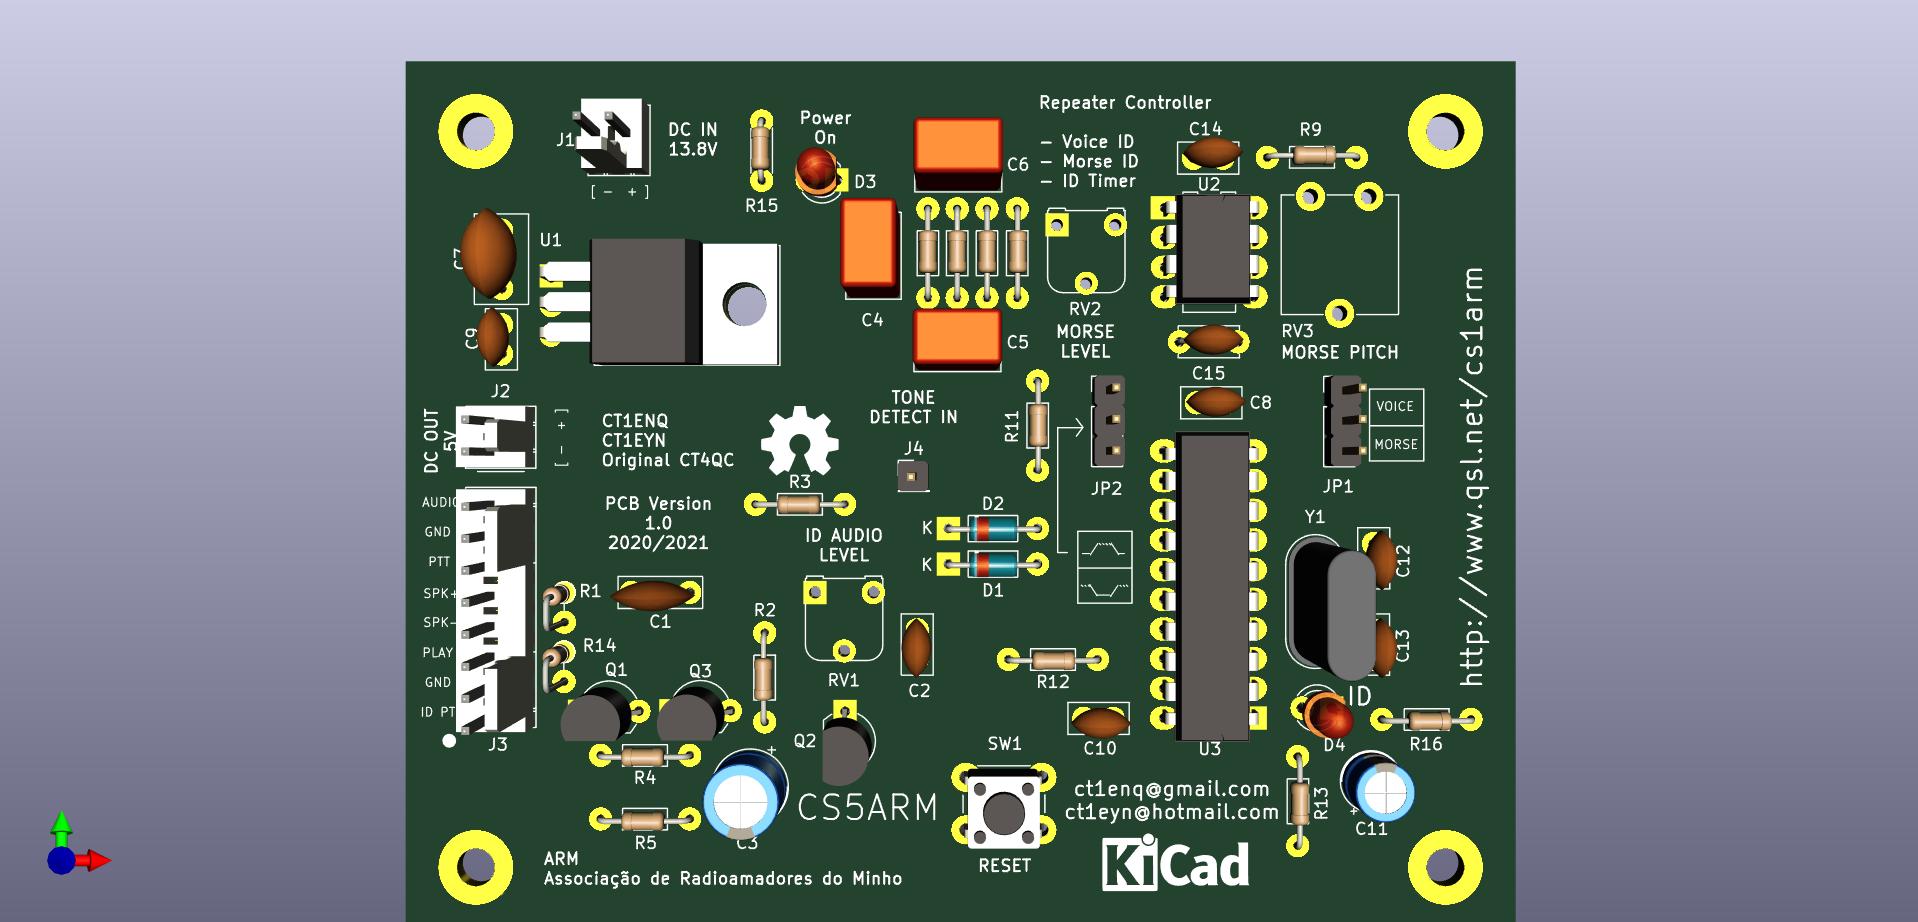 Repeater Controller
- Voice ID
- Morse ID
- ID Timer
J1
DC IN
13.8V
[ - + ]
R15
Power
On
D3
C6
C14
R9
U2
C7
U1
C4
C5
RV2
MORSE
LEVEL
RV3
MORSE PITCH
C9
C15
C8
J2
DC OUT
5V
[ - + ]
CT1ENQ
CT1EYN
Original CT4QC
TONE
DETECT IN
J4
R11
JP2
JP1
VOICE
MORSE
http://www.qsl.net/cs1arm
R3
PCB Version
1.0
2020/2021
ID AUDIO
LEVEL
K
D2
K
D1
Y1
C12
C13
AUDIO
GND
PTT
SPK+
SPK-
PLAY
GND
ID PT
J3
R1
R14
C1
R2
RV1
C2
R12
Q1
Q3
Q2
R4
R5
+
C3
CS5ARM
SW1
RESET
C10
U3
ID
D4
R16
R13
+
C11
ct1enq@gmail.com
ct1eyn@hotmail.com
KiCad
ARM
Associação de Radioamadores do Minho